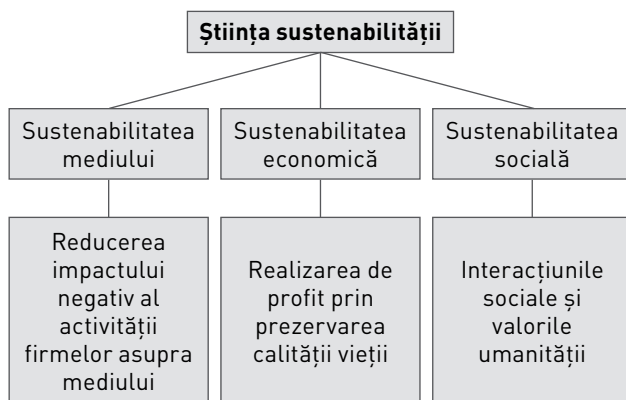 Știința sustenabilității
Sustenabilitatea
mediului
Sustenabilitatea
economică
Sustenabilitatea
socială
Reducerea
impactului
negativ al
activității
firmelor asupra
mediului
Realizarea de
profit prin
prezervarea
calității vieții
Interacțiunile
sociale și
valorile
umanității